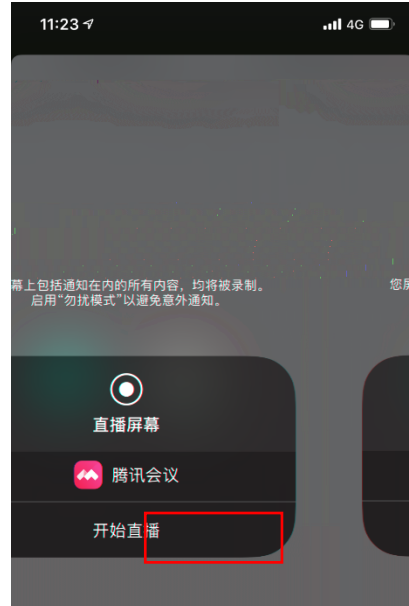 11:23
4G
幕上包括通知在内的所有内容，均将被录制。
启用“勿扰模式”以避免意外通知。
您屏
直播屏幕
腾讯会议
开始直播